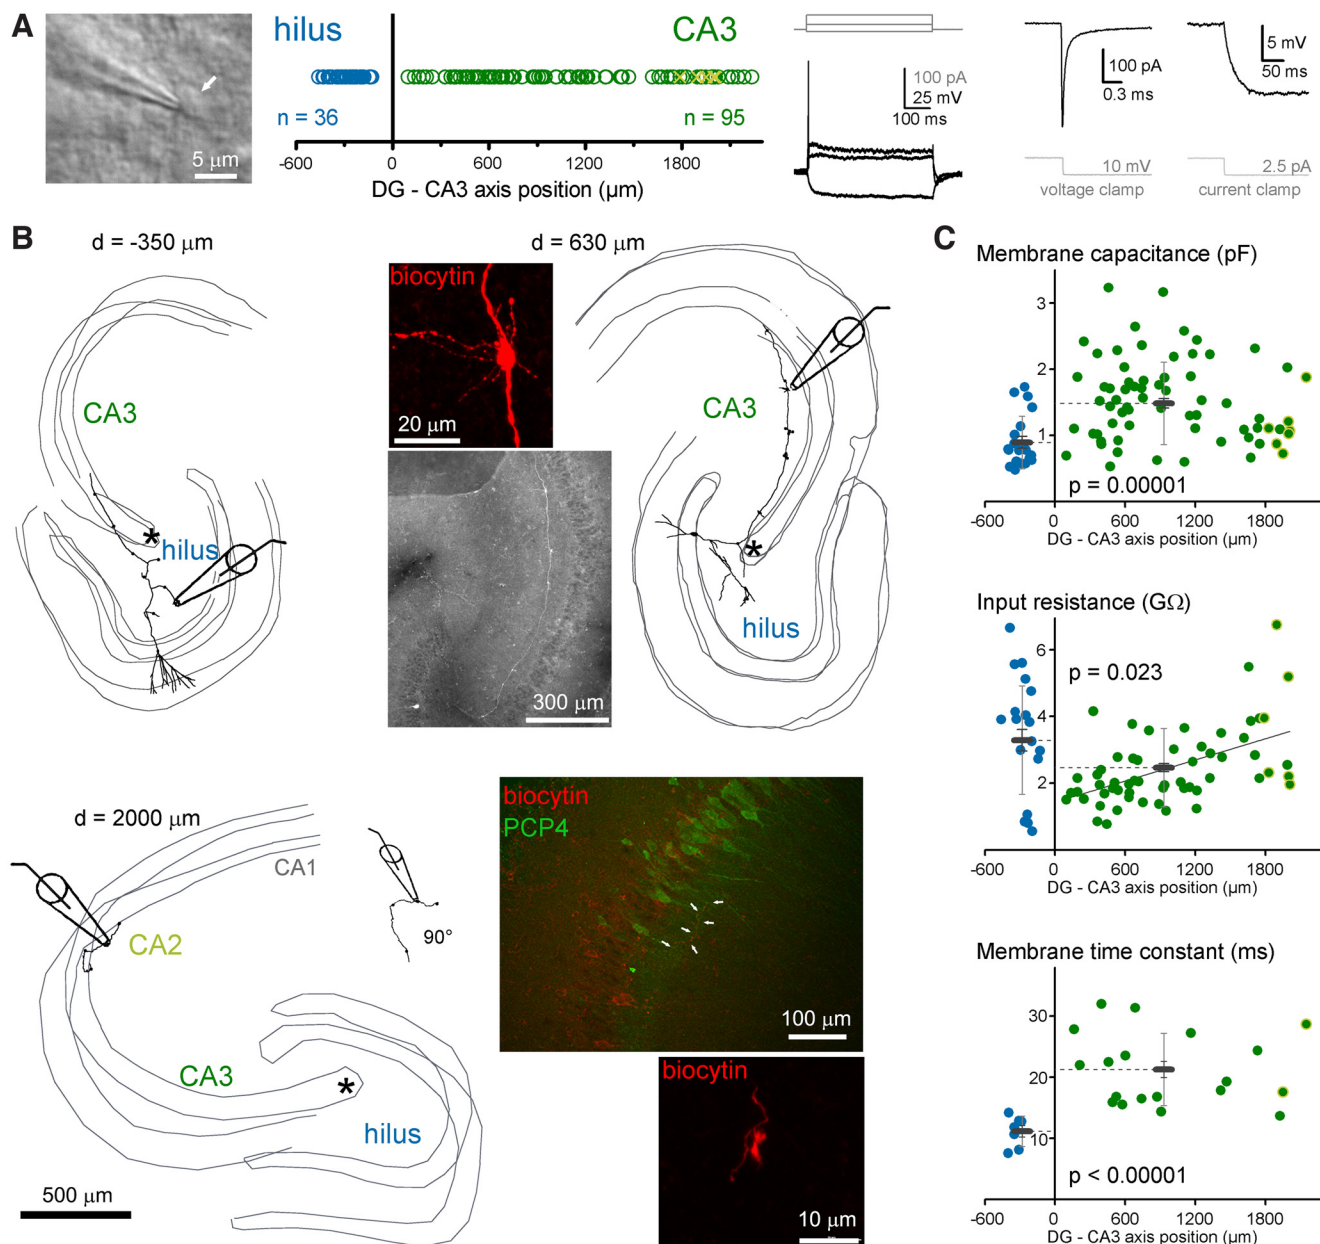 A
hilus
CA3
n = 36
n = 95
5 μm
-600
0
600
1200
1800
DG - CA3 axis position (μm)
100 pA
25 mV
100 ms
100 pA
0.3 ms
5 mV
50 ms
10 mV
voltage clamp
2.5 pA
current clamp
B
d = -350 μm
CA3
*
hilus
biocytin
20 μm
300 μm
d = 630 μm
CA3
*
hilus
d = 2000 μm
CA1
CA2
90°
CA3
*
hilus
500 μm
biocytin
PCP4
100 μm
biocytin
10 μm
C
Membrane capacitance (pF)
3
2
1
p = 0.00001
-600
0
600
1200
1800
DG - CA3 axis position (μm)
Input resistance (GΩ)
6
4
2
p = 0.023
-600
0
600
1200
1800
DG - CA3 axis position (μm)
Membrane time constant (ms)
30
20
10
p < 0.00001
-600
0
600
1200
1800
DG - CA3 axis position (μm)